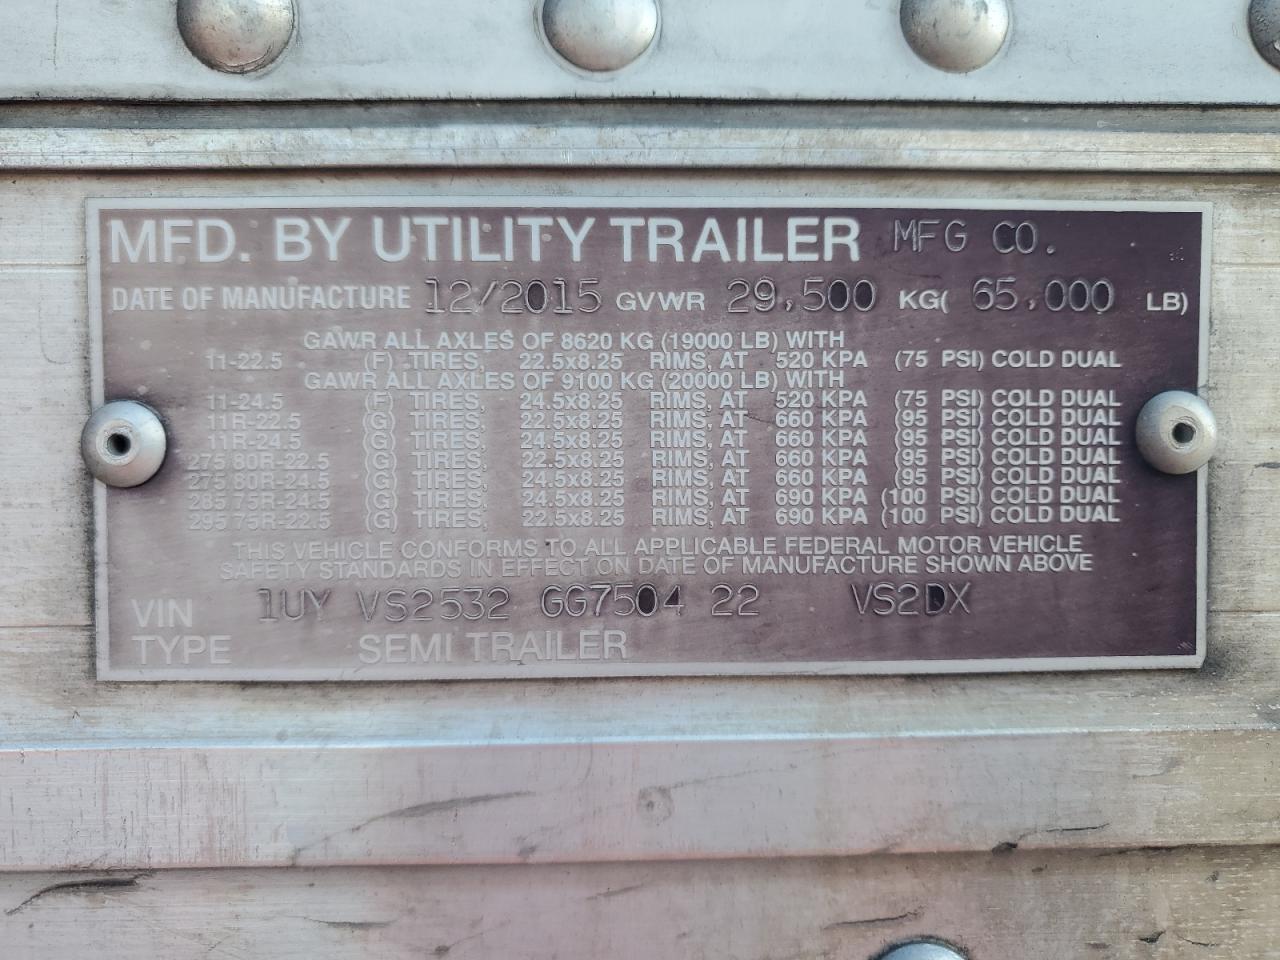 MFD. BY UTILITY TRAILER MFG CO.
DATE OF MANUFACTURE 12/2015 GVWR 29,500 KG( 65,000 LB)
GAWR ALL AXLES OF 8620 KG (19000 LB) WITH
11-22.5 (F) TIRES, 22.5x8.25 RIMS, AT 520 KPA (75 PSI) COLD DUAL
GAWR ALL AXLES OF 9100 KG (20000 LB) WITH
11-24.5 (F) TIRES, 24.5x8.25 RIMS, AT 520 KPA (75 PSI) COLD DUAL
11R-22.5 (G) TIRES, 22.5x8.25 RIMS, AT 660 KPA (95 PSI) COLD DUAL
11R-24.5 (G) TIRES, 24.5x8.25 RIMS, AT 660 KPA (95 PSI) COLD DUAL
275 80R-22.5 (G) TIRES, 22.5x8.25 RIMS, AT 660 KPA (95 PSI) COLD DUAL
275 80R-24.5 (G) TIRES, 24.5x8.25 RIMS, AT 660 KPA (95 PSI) COLD DUAL
285 75R-24.5 (G) TIRES, 24.5x8.25 RIMS, AT 690 KPA (100 PSI) COLD DUAL
295 75R-22.5 (G) TIRES, 22.5x8.25 RIMS, AT 690 KPA (100 PSI) COLD DUAL
THIS VEHICLE CONFORMS TO ALL APPLICABLE FEDERAL MOTOR VEHICLE
SAFETY STANDARDS IN EFFECT ON DATE OF MANUFACTURE SHOWN ABOVE
VIN 1UY VS2532 GG7504 22 VS2DX
TYPE SEMI TRAILER